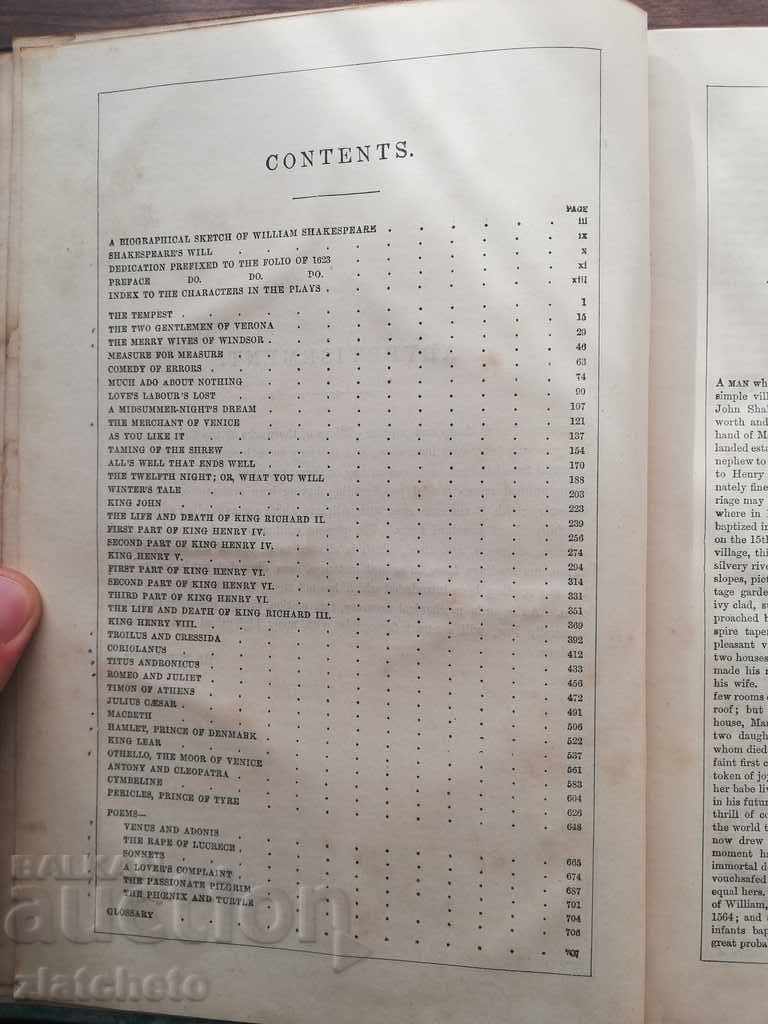 CONTENTS.
PAGE
A BIOGRAPHICAL SKETCH OF WILLIAM SHAKESPEARE . . . . . . iii
SHAKESPEARE'S WILL . . . . . . ix
DEDICATION PREFIXED TO THE FOLIO OF 1623 . . . . . . x
PREFACE DO. DO. DO. . . . . . . xi
INDEX TO THE CHARACTERS IN THE PLAYS . . . . . . xiii
THE TEMPEST . . . . . . 1
THE TWO GENTLEMEN OF VERONA . . . . . . 15
THE MERRY WIVES OF WINDSOR . . . . . . 29
MEASURE FOR MEASURE . . . . . . 46
COMEDY OF ERRORS . . . . . . 63
MUCH ADO ABOUT NOTHING . . . . . . 74
LOVE'S LABOUR'S LOST . . . . . . 90
A MIDSUMMER-NIGHT'S DREAM . . . . . . 107
THE MERCHANT OF VENICE . . . . . . 121
AS YOU LIKE IT . . . . . . 137
TAMING OF THE SHREW . . . . . . 154
ALL'S WELL THAT ENDS WELL . . . . . . 170
THE TWELFTH NIGHT; OR, WHAT YOU WILL . . . . . . 188
WINTER'S TALE . . . . . . 203
KING JOHN . . . . . . 223
THE LIFE AND DEATH OF KING RICHARD II. . . . . . . 239
FIRST PART OF KING HENRY IV. . . . . . . 256
SECOND PART OF KING HENRY IV. . . . . . . 274
KING HENRY V. . . . . . . 294
FIRST PART OF KING HENRY VI. . . . . . . 314
SECOND PART OF KING HENRY VI. . . . . . . 331
THIRD PART OF KING HENRY VI. . . . . . . 351
THE LIFE AND DEATH OF KING RICHARD III. . . . . . . 369
KING HENRY VIII. . . . . . . 392
TROILUS AND CRESSIDA . . . . . . 412
CORIOLANUS . . . . . . 433
TITUS ANDRONICUS . . . . . . 456
ROMEO AND JULIET . . . . . . 472
TIMON OF ATHENS . . . . . . 491
JULIUS CÆSAR . . . . . . 506
MACBETH . . . . . . 522
HAMLET, PRINCE OF DENMARK . . . . . . 537
KING LEAR . . . . . . 561
OTHELLO, THE MOOR OF VENICE . . . . . . 583
ANTONY AND CLEOPATRA . . . . . . 604
CYMBELINE . . . . . . 626
PERICLES, PRINCE OF TYRE . . . . . . 648
POEMS—
VENUS AND ADONIS . . . . . . 665
THE RAPE OF LUCRECE . . . . . . 674
SONNETS . . . . . . 687
A LOVER'S COMPLAINT . . . . . . 701
THE PASSIONATE PILGRIM . . . . . . 704
THE PHŒNIX AND TURTLE . . . . . . 706
GLOSSARY . . . . . . 707
A MAN wh
simple vill
John Shal
worth and
hand of M
landed esta
nephew to
to Henry
nately fine
riage may
where in
baptized in
on the 15th
village, thi
silvery rive
slopes, pict
tage garde
ivy clad, s
proached b
spire taper
pleasant v
two houses
made his
his wife.
few rooms
roof; but
house, Mar
two daugh
whom died
faint first c
token of joy
her babe liv
in his futur
thrill of co
the world t
now drew
moment ha
immortal d
vouchsafed
equal hers.
of William,
1564; and
infants bap
great proba
BALKAN
auction
zlatcheto